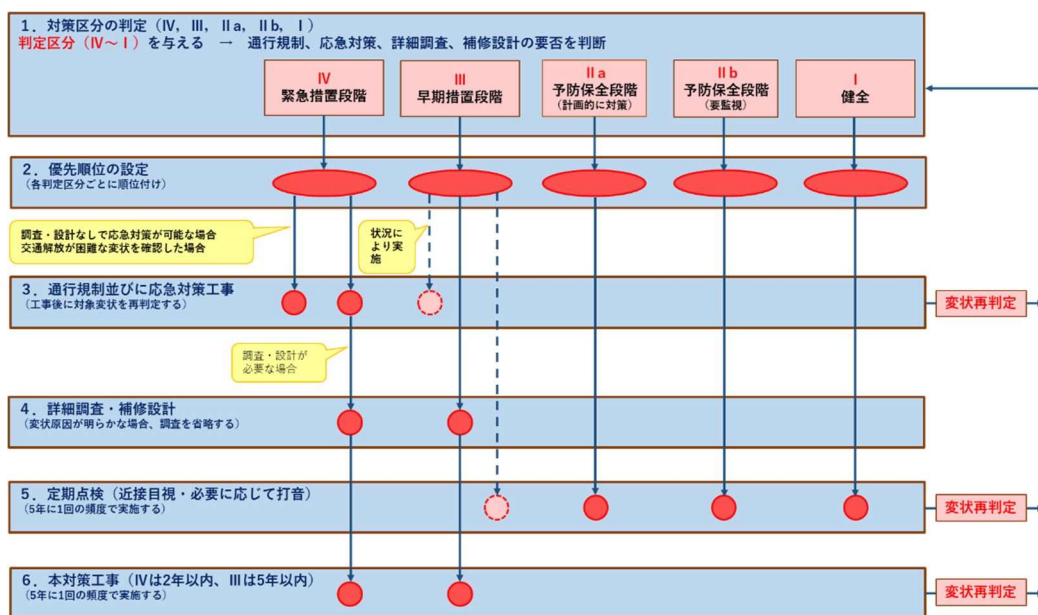 1．対策区分の判定（Ⅳ，Ⅲ，Ⅱa，Ⅱb，Ⅰ）
判定区分（Ⅳ～Ⅰ）を与える　→　通行規制、応急対策、詳細調査、補修設計の要否を判断
Ⅳ
緊急措置段階
Ⅲ
早期措置段階
Ⅱa
予防保全段階
（計画的に対策）
Ⅱb
予防保全段階
（要監視）
Ⅰ
健全
2．優先順位の設定
（各判定区分ごとに順位付け）
調査・設計なしで応急対策が可能な場合
交通解放が困難な変状を確認した場合
状況に
より実
施
3．通行規制並びに応急対策工事
（工事後に対象変状を再判定する）
変状再判定
調査・設計が
必要な場合
4．詳細調査・補修設計
（変状原因が明らかな場合、調査を省略する）
5．定期点検（近接目視・必要に応じて打音）
（5年に1回の頻度で実施する）
変状再判定
6．本対策工事（Ⅳは2年以内、Ⅲは5年以内）
（5年に1回の頻度で実施する）
変状再判定